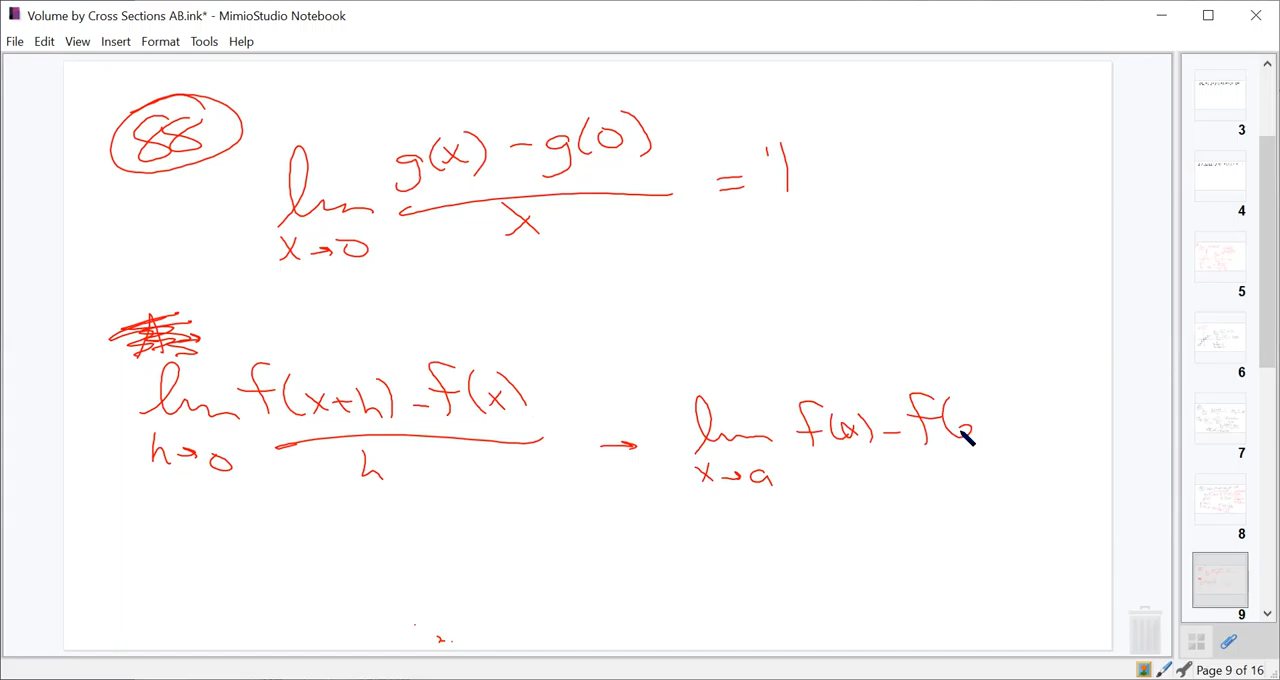 Volume by Cross Sections AB.ink* - MimioStudio Notebook
File Edit View Insert Format Tools Help
88
lim g(x) - g(0)
x→0 x = 1
lim f(x+h) - f(x)
h→0 h → lim f(x) - f(
x→a
3
4
5
6
7
8
9
Page 9 of 16